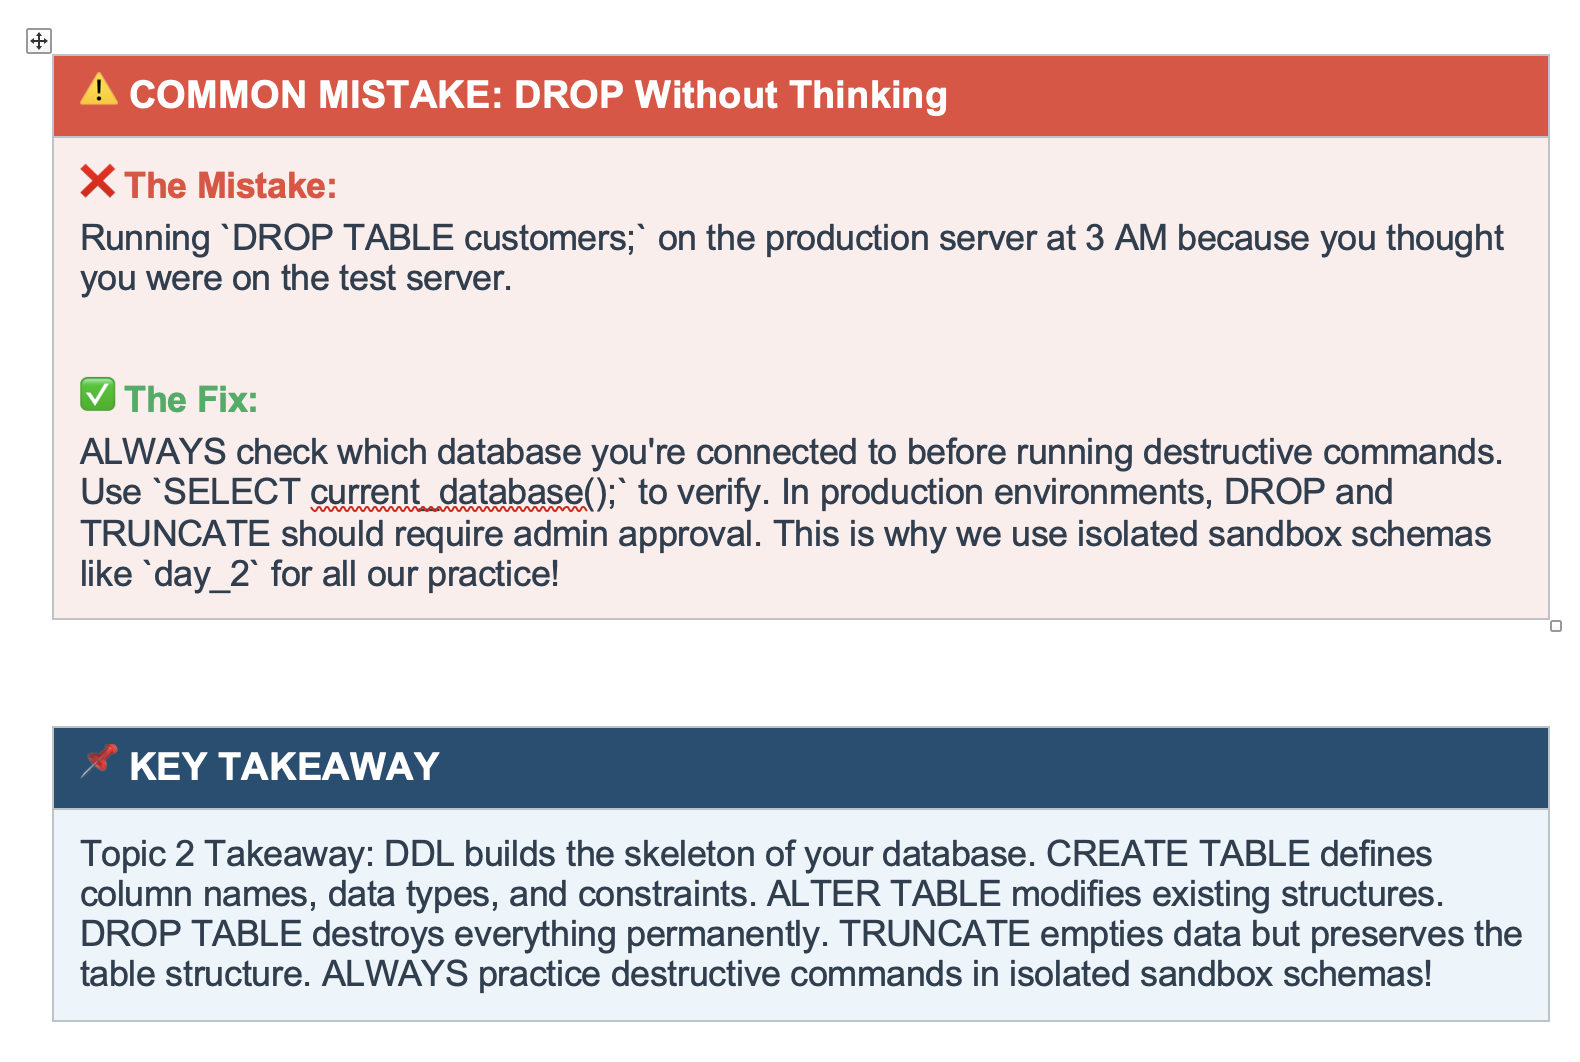 ⚠️ COMMON MISTAKE: DROP Without Thinking
❌ The Mistake:
Running `DROP TABLE customers;` on the production server at 3 AM because you thought
you were on the test server.
✅ The Fix:
ALWAYS check which database you're connected to before running destructive commands.
Use `SELECT current_database();` to verify. In production environments, DROP and
TRUNCATE should require admin approval. This is why we use isolated sandbox schemas
like `day_2` for all our practice!
📌 KEY TAKEAWAY
Topic 2 Takeaway: DDL builds the skeleton of your database. CREATE TABLE defines
column names, data types, and constraints. ALTER TABLE modifies existing structures.
DROP TABLE destroys everything permanently. TRUNCATE empties data but preserves the
table structure. ALWAYS practice destructive commands in isolated sandbox schemas!